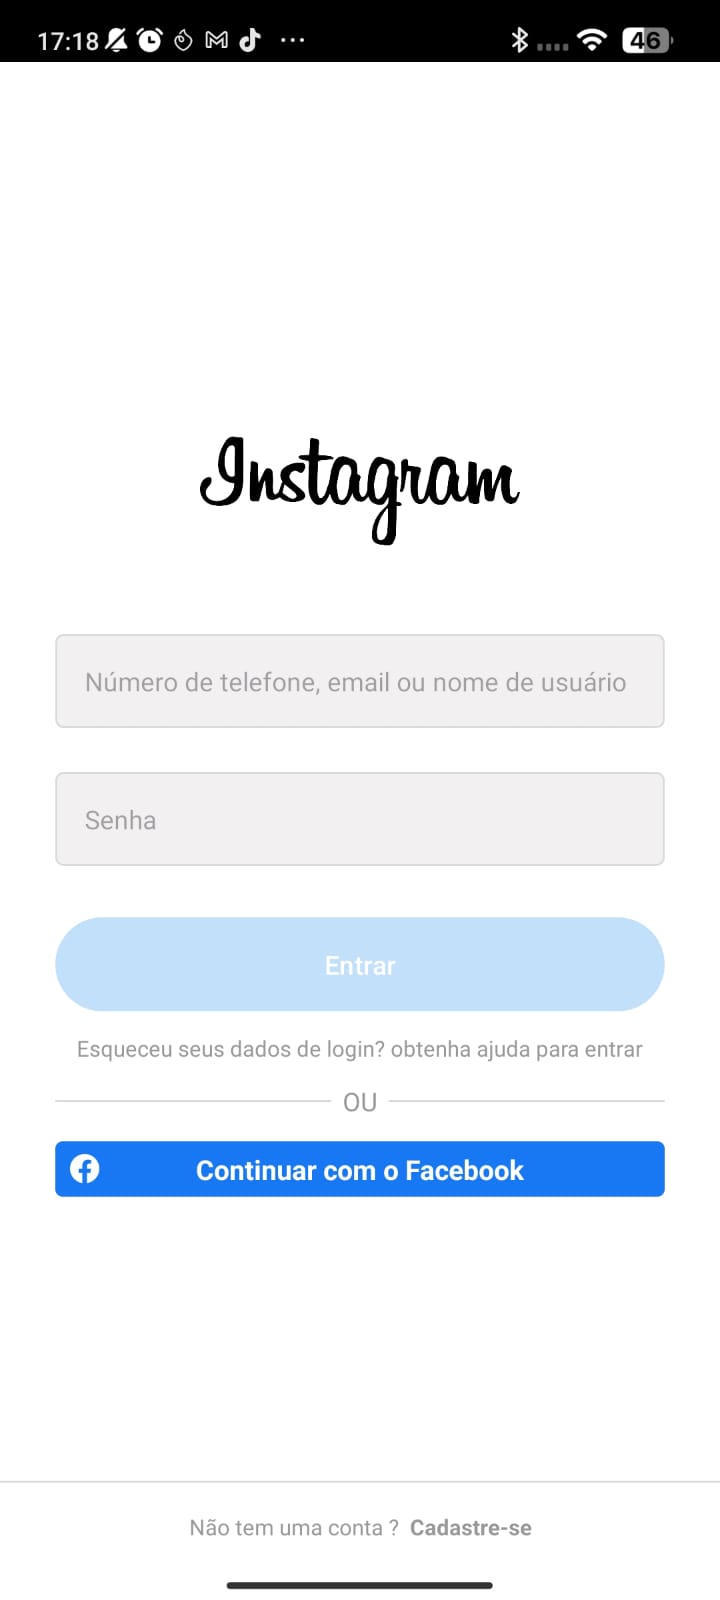 17:18
46
Instagram
Número de telefone, email ou nome de usuário
Senha
Entrar
Esqueceu seus dados de login? obtenha ajuda para entrar
OU
Continuar com o Facebook
Não tem uma conta ? Cadastre-se